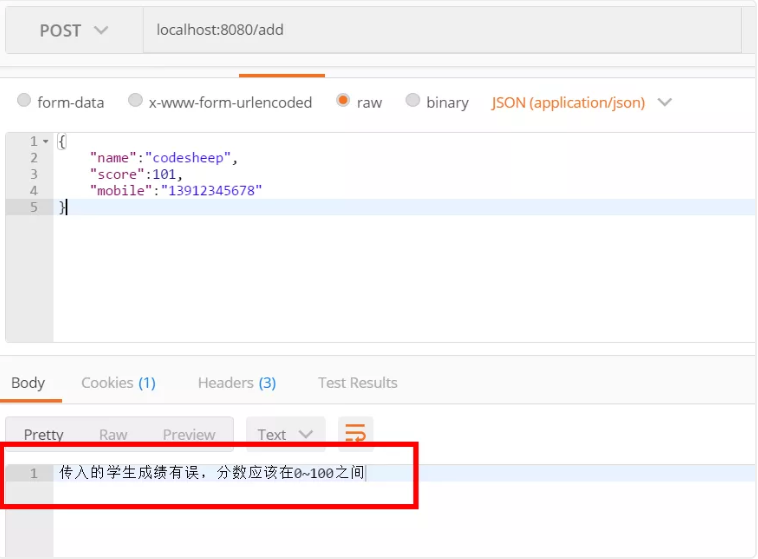 POST localhost:8080/add
form-data x-www-form-urlencoded raw binary JSON (application/json)
1 {
2 "name":"codesheep",
3 "score":101,
4 "mobile":"13912345678"
5 }
Body Cookies (1) Headers (3) Test Results
Pretty Raw Preview Text
1 传入的学生成绩有误，分数应该在0~100之间